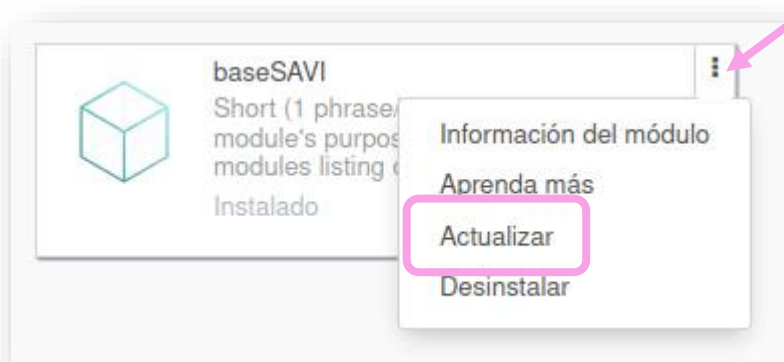 baseSAVI
Short (1 phrase/
module's purpos
modules listing
Instalado
Información del módulo
Aprenda más
Actualizar
Desinstalar